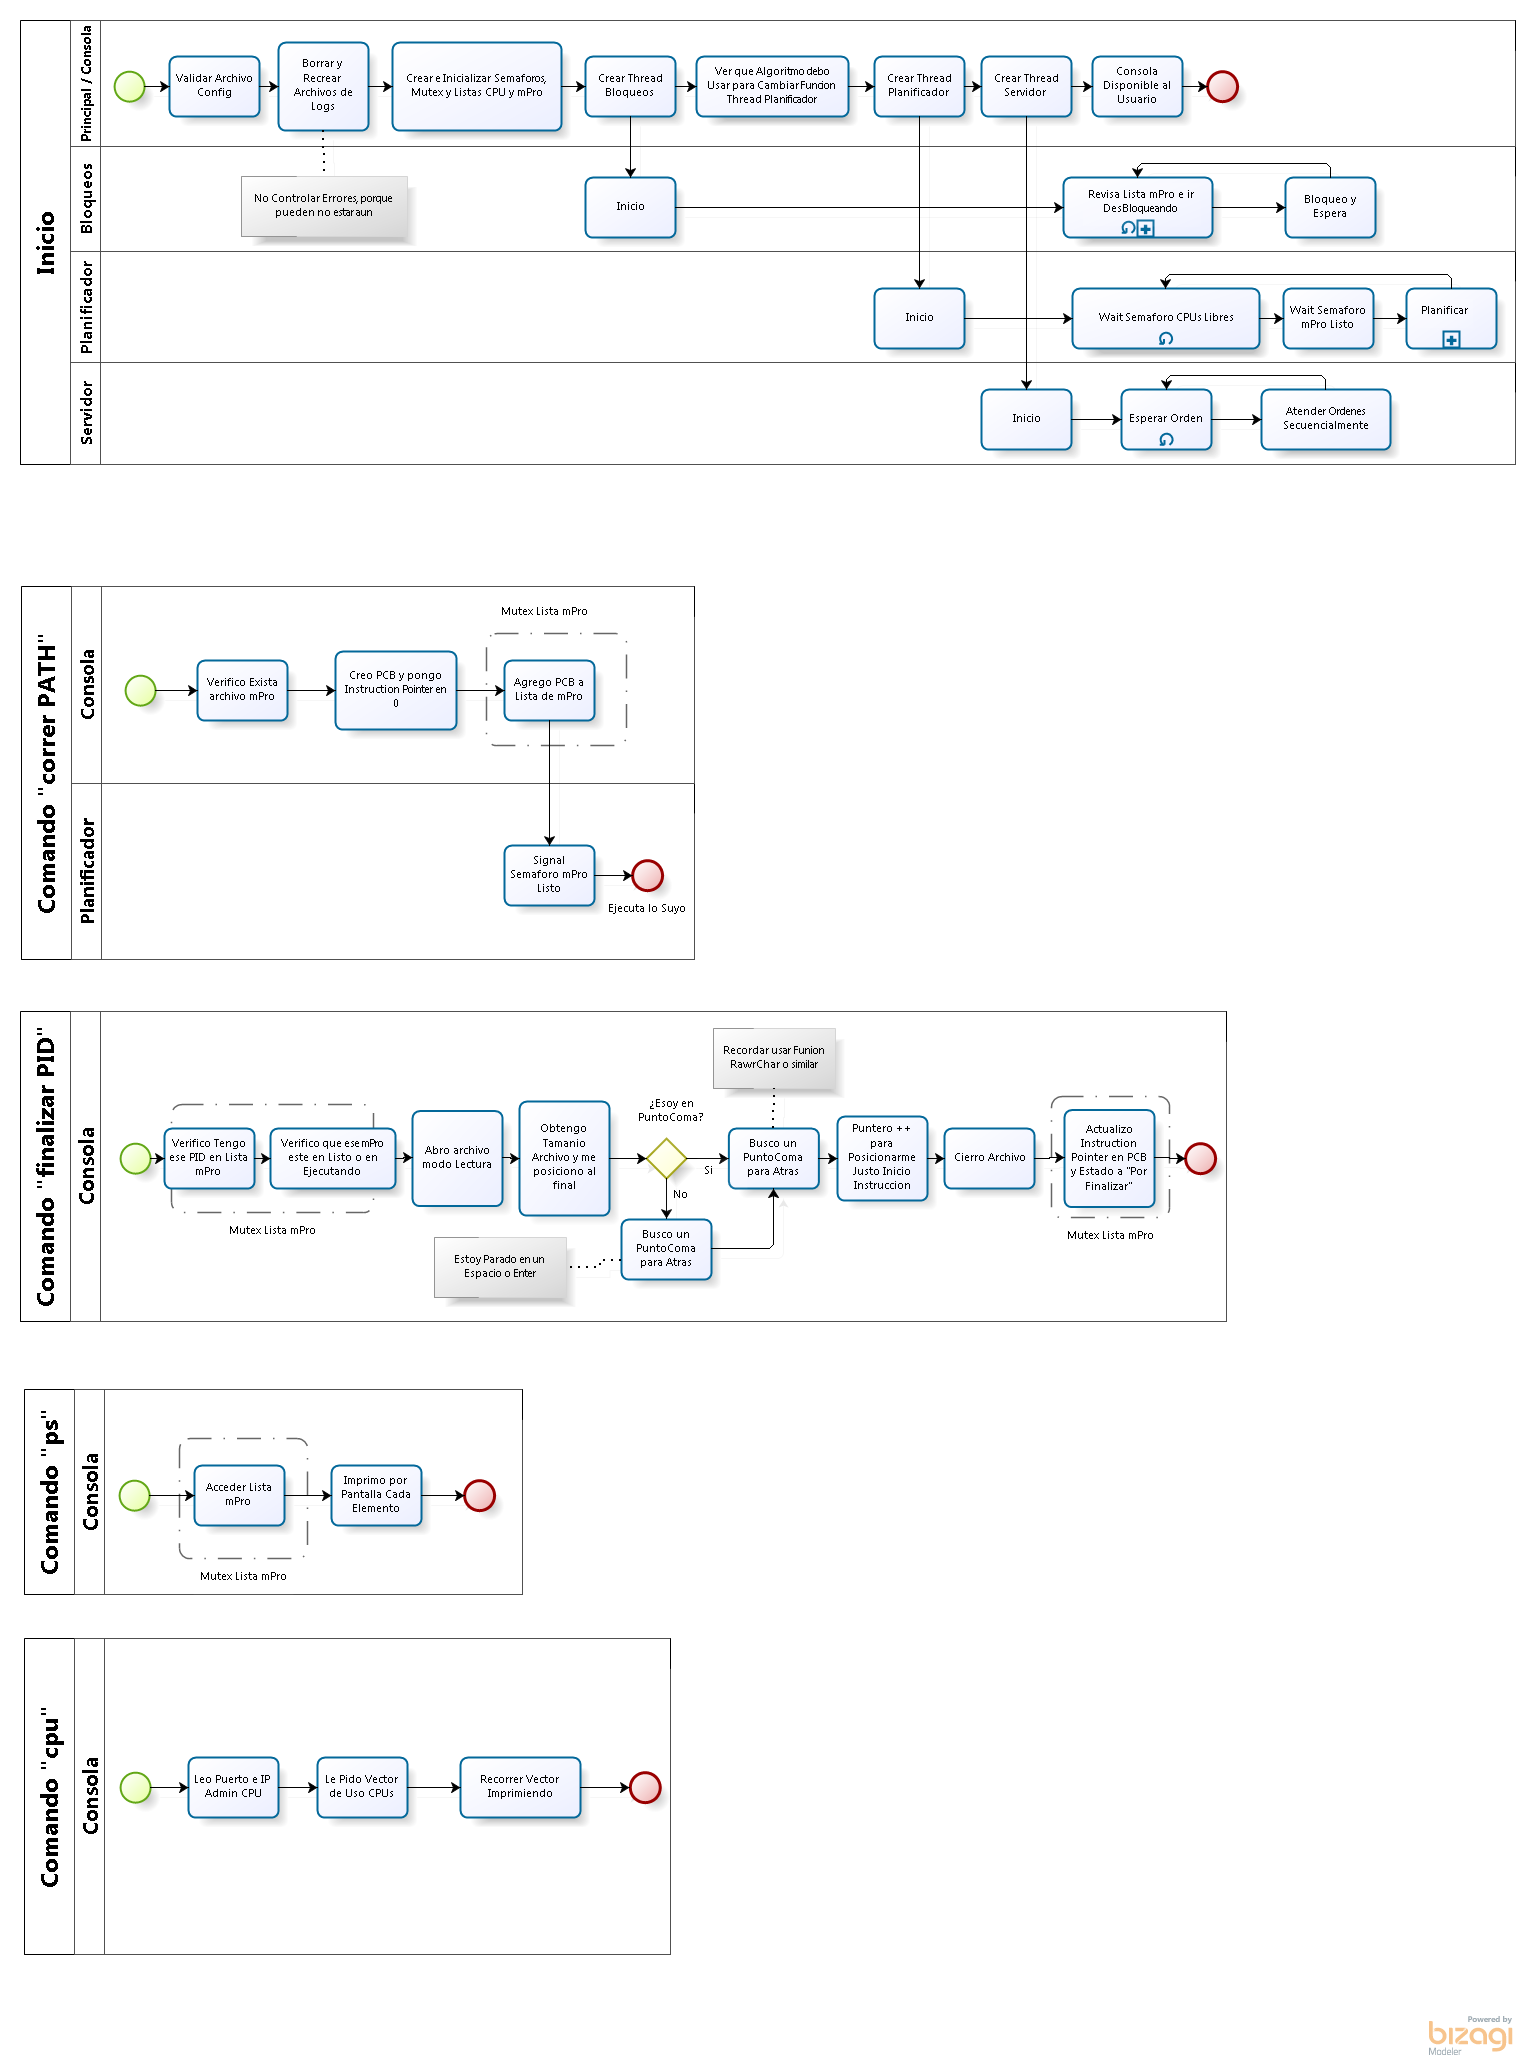 Inicio
Principal / Consola
Validar Archivo
Config
Borrar y
Recrear
Archivos de
Logs
Crear e Inicializar Semaforos,
Mutex y Listas CPU y mPro
Crear Thread
Bloqueos
Ver que Algoritmo debo
Usar para Cambiar Funcion
Thread Planificador
Crear Thread
Planificador
Crear Thread
Servidor
Consola
Disponible al
Usuario
Bloqueos
No Controlar Errores, porque
pueden no estar aun
Inicio
Revisa Lista mPro e ir
DesBloqueando
Bloqueo y
Espera
Planificador
Inicio
Wait Semaforo CPUs Libres
Wait Semaforo
mPro Listo
Planificar
Servidor
Inicio
Esperar Orden
Atender Ordenes
Secuencialmente
Comando "correr PATH"
Consola
Mutex Lista mPro
Verifico Exista
archivo mPro
Creo PCB y pongo
Instruction Pointer en
0
Agrego PCB a
Lista de mPro
Planificador
Signal
Semaforo mPro
Listo
Ejecuta lo Suyo
Comando "finalizar PID"
Consola
Verifico Tengo
ese PID en Lista
mPro
Verifico que ese mPro
este en Listo o en
Ejecutando
Mutex Lista mPro
Abro archivo
modo Lectura
Obtengo
Tamanio
Archivo y me
posiciono al
final
¿Esoy en
PuntoComa?
Si
No
Recordar usar Funion
RawrChar o similar
Busco un
PuntoComa
para Atras
Estoy Parado en un
Espacio o Enter
Busco un
PuntoComa
para Atras
Puntero ++
para
Posicionarme
Justo Inicio
Instruccion
Cierro Archivo
Actualizo
Instruction
Pointer en PCB
y Estado a "Por
Finalizar"
Mutex Lista mPro
Comando "ps"
Consola
Acceder Lista
mPro
Mutex Lista mPro
Imprimo por
Pantalla Cada
Elemento
Comando "cpu"
Consola
Leo Puerto e IP
Admin CPU
Le Pido Vector
de Uso CPUs
Recorrer Vector
Imprimiendo
Powered by
bizagi
Modeler